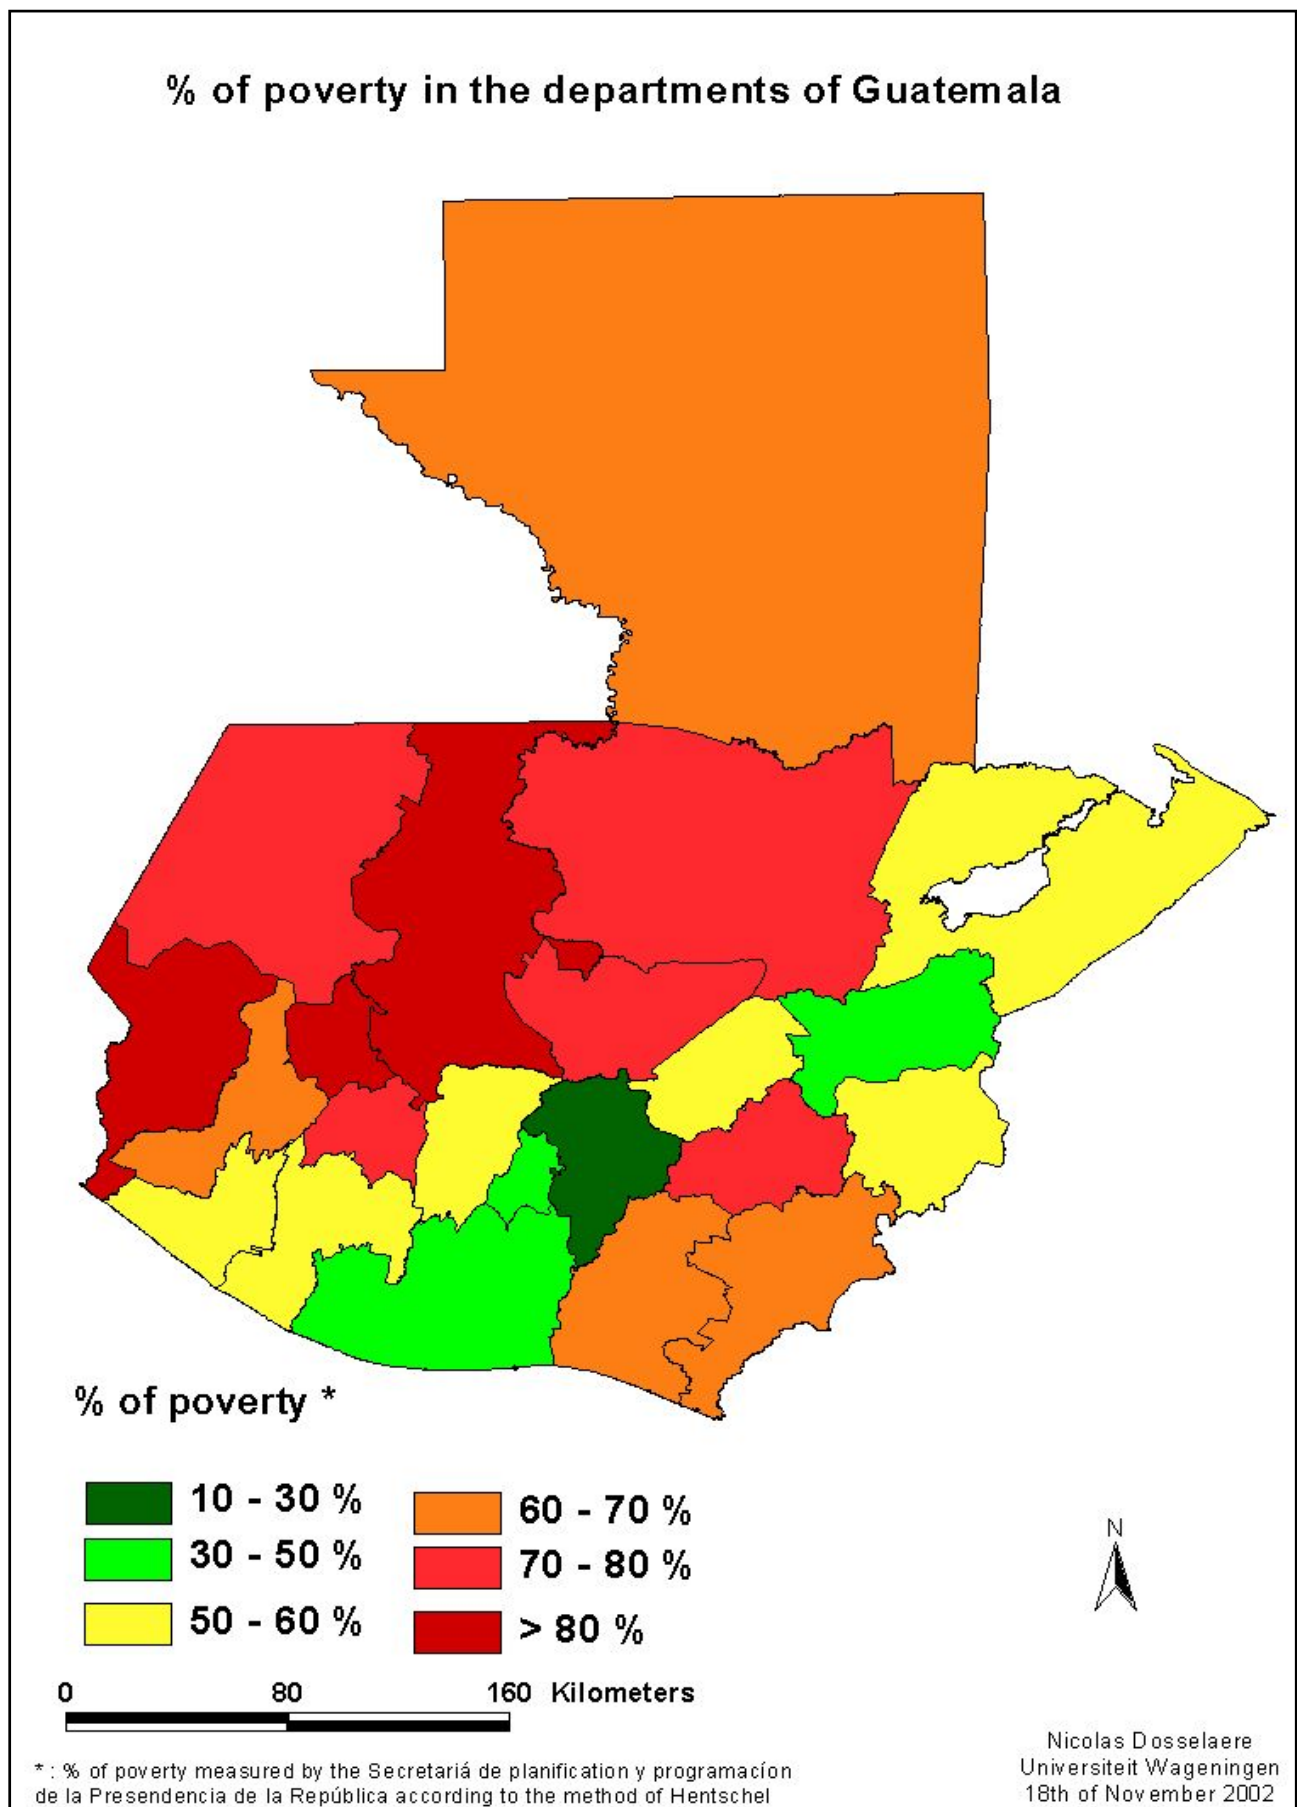 % of poverty in the departments of Guatemala
% of poverty *
10 - 30 %
30 - 50 %
50 - 60 %
60 - 70 %
70 - 80 %
> 80 %
N
0 80 160 Kilometers
* : % of poverty measured by the Secretariá de planification y programacíon
de la Presendencia de la República according to the method of Hentschel
Nicolas Dosselaere
Universiteit Wageningen
18th of November 2002